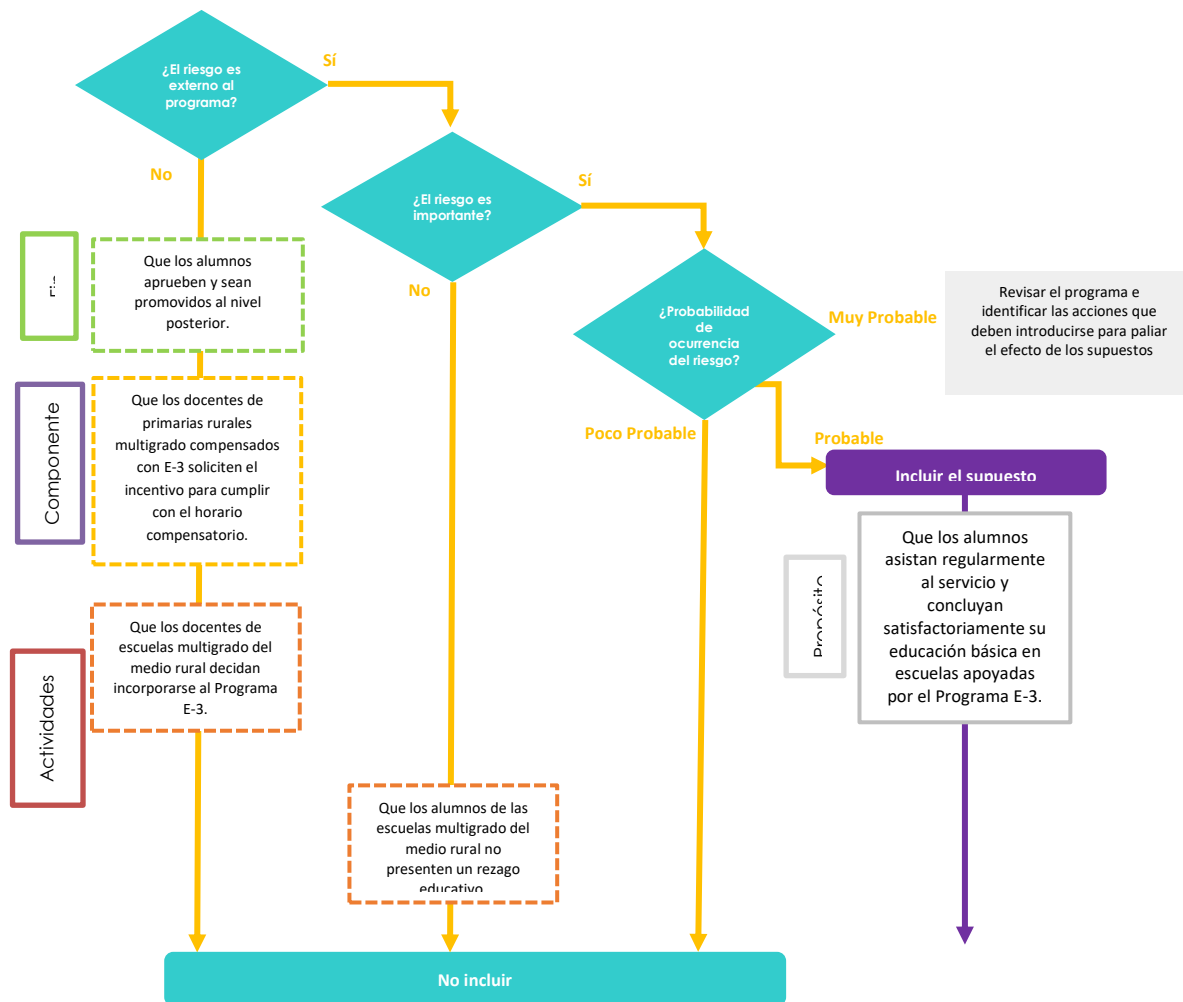 ¿El riesgo es
externo al
programa?
Sí
No
¿El riesgo es
importante?
Sí
No
¿Probabilidad
de
ocurrencia
del riesgo?
Muy Probable
Revisar el programa e
identificar las acciones que
deben introducirse para paliar
el efecto de los supuestos
Poco Probable
Probable
Incluir el supuesto
Que los alumnos
aprueben y sean
promovidos al nivel
posterior.
Componente
Que los docentes de
primarias rurales
multigrado compensados
con E-3 soliciten el
incentivo para cumplir
con el horario
compensatorio.
Propósito
Que los alumnos
asistan regularmente
al servicio y
concluyan
satisfactoriamente su
educación básica en
escuelas apoyadas
por el Programa E-3.
Actividades
Que los docentes de
escuelas multigrado del
medio rural decidan
incorporarse al Programa
E-3.
Que los alumnos de las
escuelas multigrado del
medio rural no
presenten un rezago
educativo
No incluir